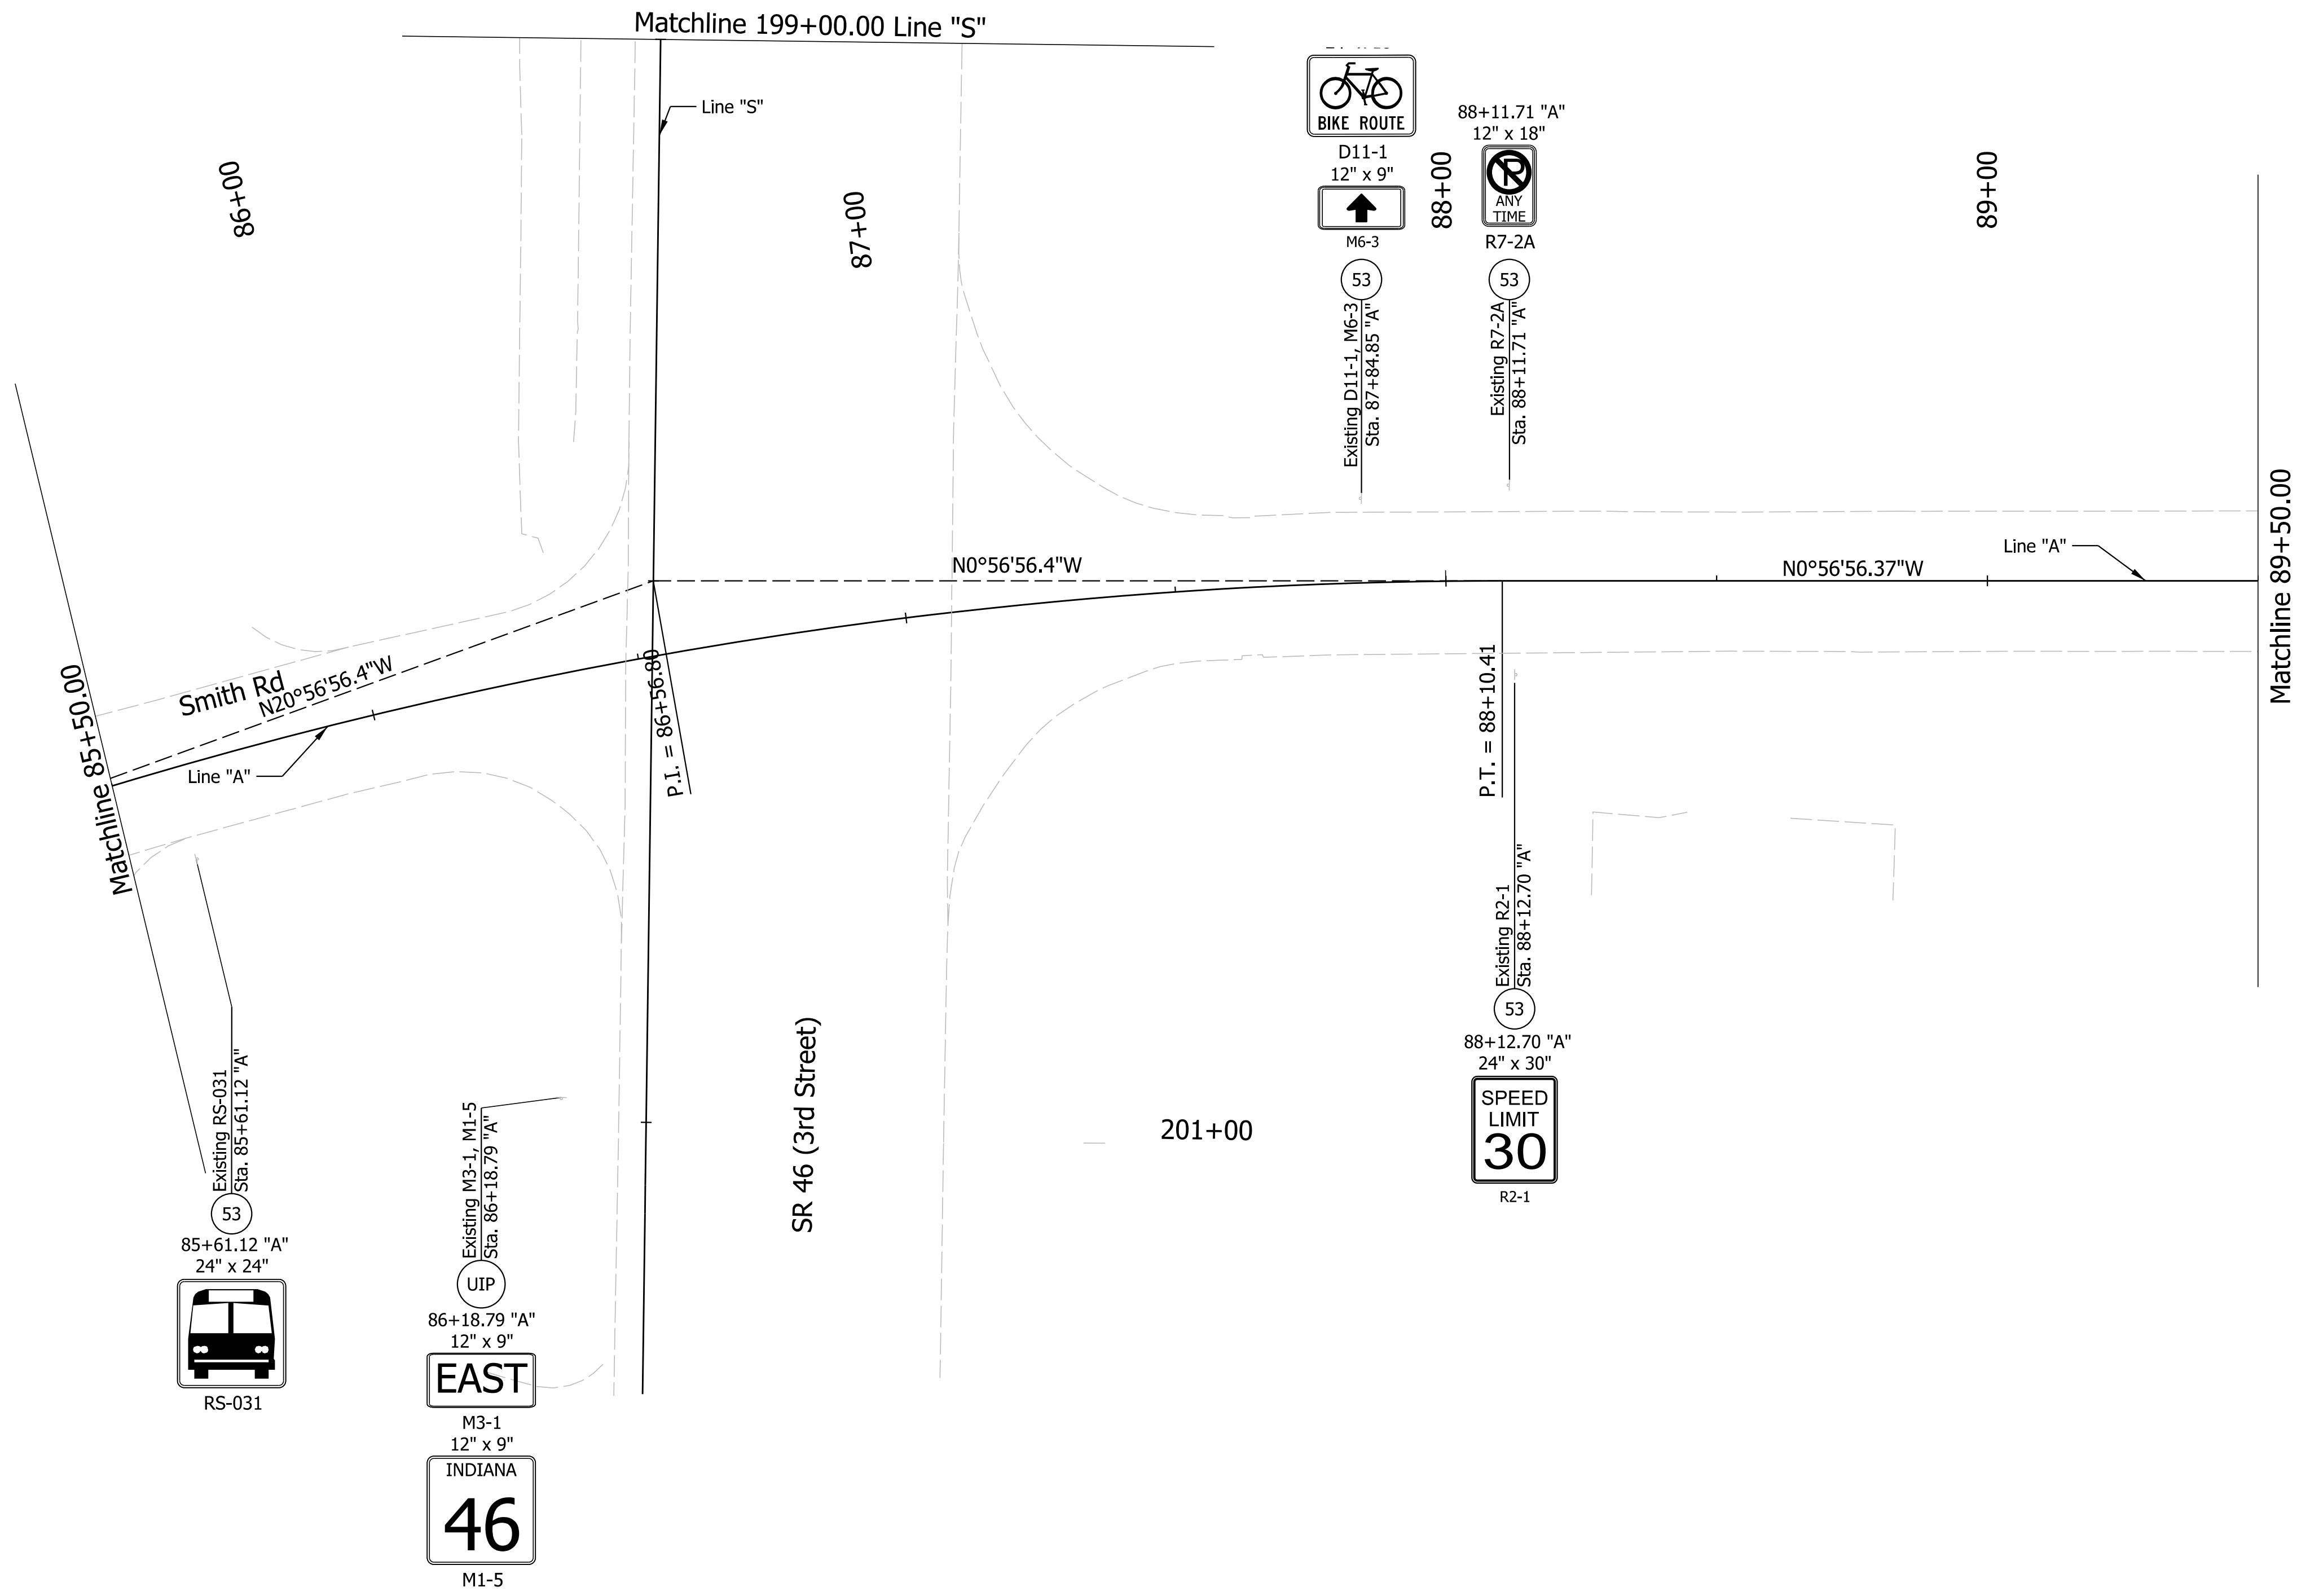 Matchline 199+00.00 Line "S"
Line "S"
86+00
87+00
BIKE ROUTE
D11-1
12" x 9"
M6-3
53
Existing D11-1, M6-3
Sta. 87+84.85 "A"
88+00
88+11.71 "A"
12" x 18"
P
ANY
TIME
R7-2A
53
Existing R7-2A
Sta. 88+11.71 "A"
89+00
Matchline 89+50.00
Line "A"
N0°56'56.4"W
N0°56'56.37"W
Matchline 85+50.00
Smith Rd
N20°56'56.4"W
Line "A"
P.I. = 86+56.80
P.T. = 88+10.41
Existing R2-1
Sta. 88+12.70 "A"
53
88+12.70 "A"
24" x 30"
SPEED
LIMIT
30
R2-1
SR 46 (3rd Street)
201+00
Existing RS-031
Sta. 85+61.12 "A"
53
85+61.12 "A"
24" x 24"
RS-031
Existing M3-1, M1-5
Sta. 86+18.79 "A"
UIP
86+18.79 "A"
12" x 9"
EAST
M3-1
12" x 9"
INDIANA
46
M1-5